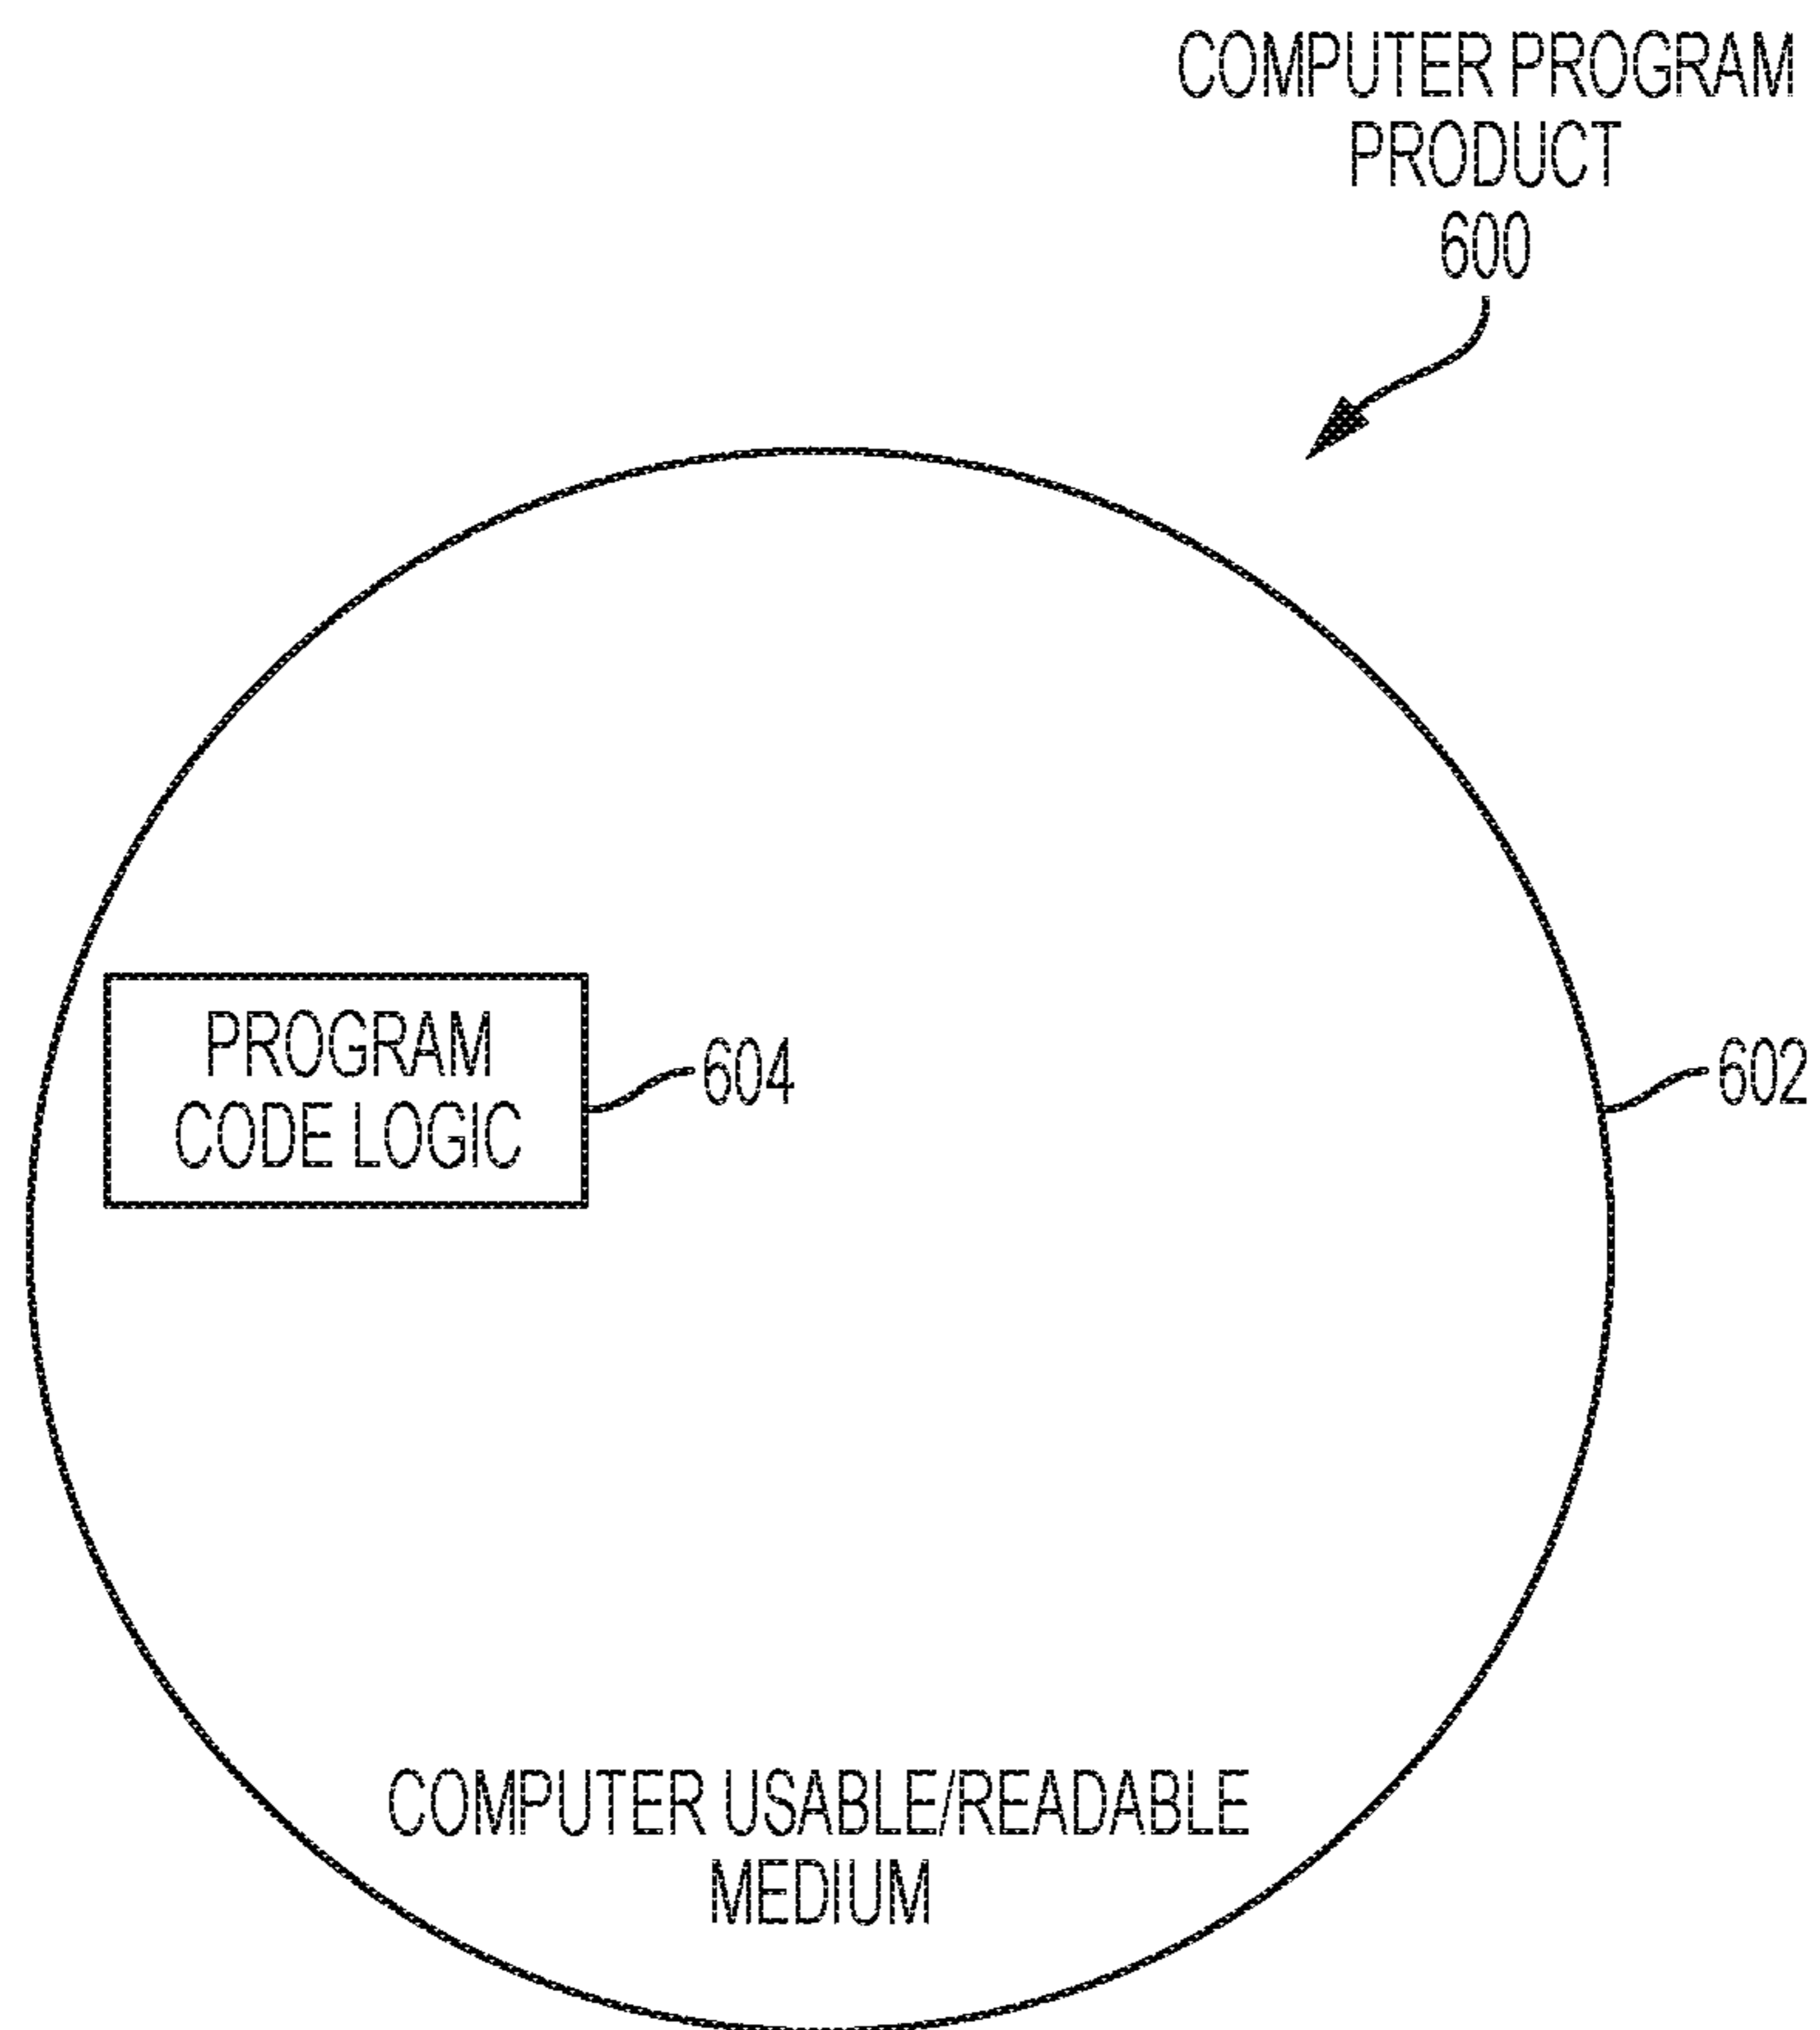 COMPUTER PROGRAM
PRODUCT
600
PROGRAM
CODE LOGIC
604
602
COMPUTER USABLE/READABLE
MEDIUM